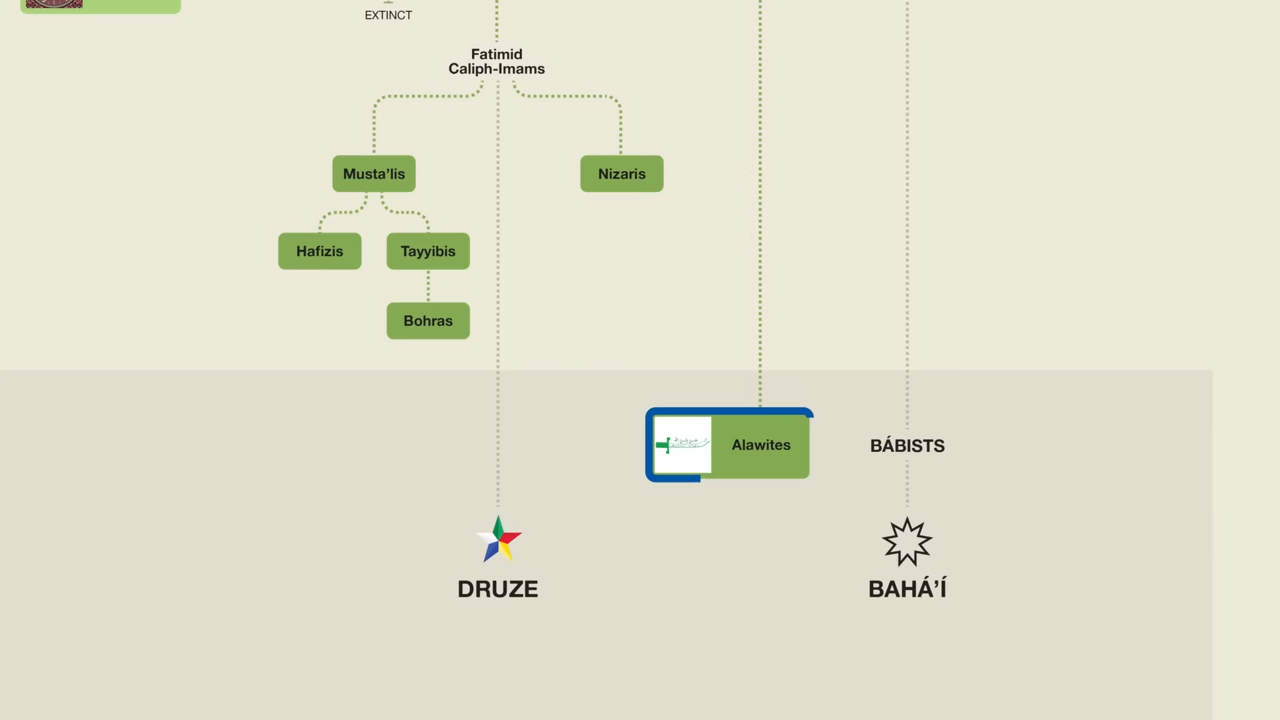 EXTINCT
Fatimid
Caliph-Imams
Musta’lis
Nizaris
Hafizis
Tayyibis
Bohras
Alawites
BÁBISTS
DRUZE
BAHÁ’Í